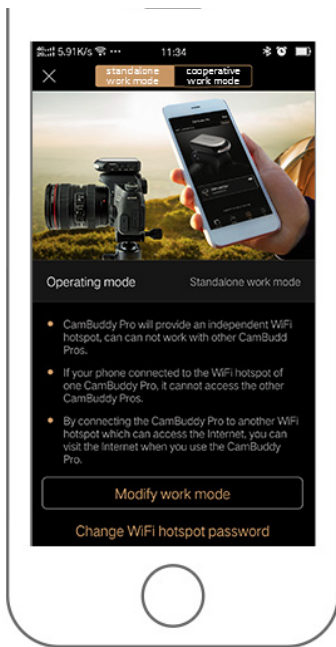 5.91K/s ··· 11:34
standalone work mode cooperative work mode
Operating mode Standalone work mode
CamBuddy Pro will provide an independent WiFi
hotspot, can can not work with other CamBudd
Pros.
If your phone connected to the WiFi hotspot of
one CamBuddy Pro, it cannot access the other
CamBuddy Pros.
By connecting the CamBuddy Pro to another WiFi
hotspot which can access the Internet, you can
visit the Internet when you use the CamBuddy
Pro.
Modify work mode
Change WiFi hotspot password